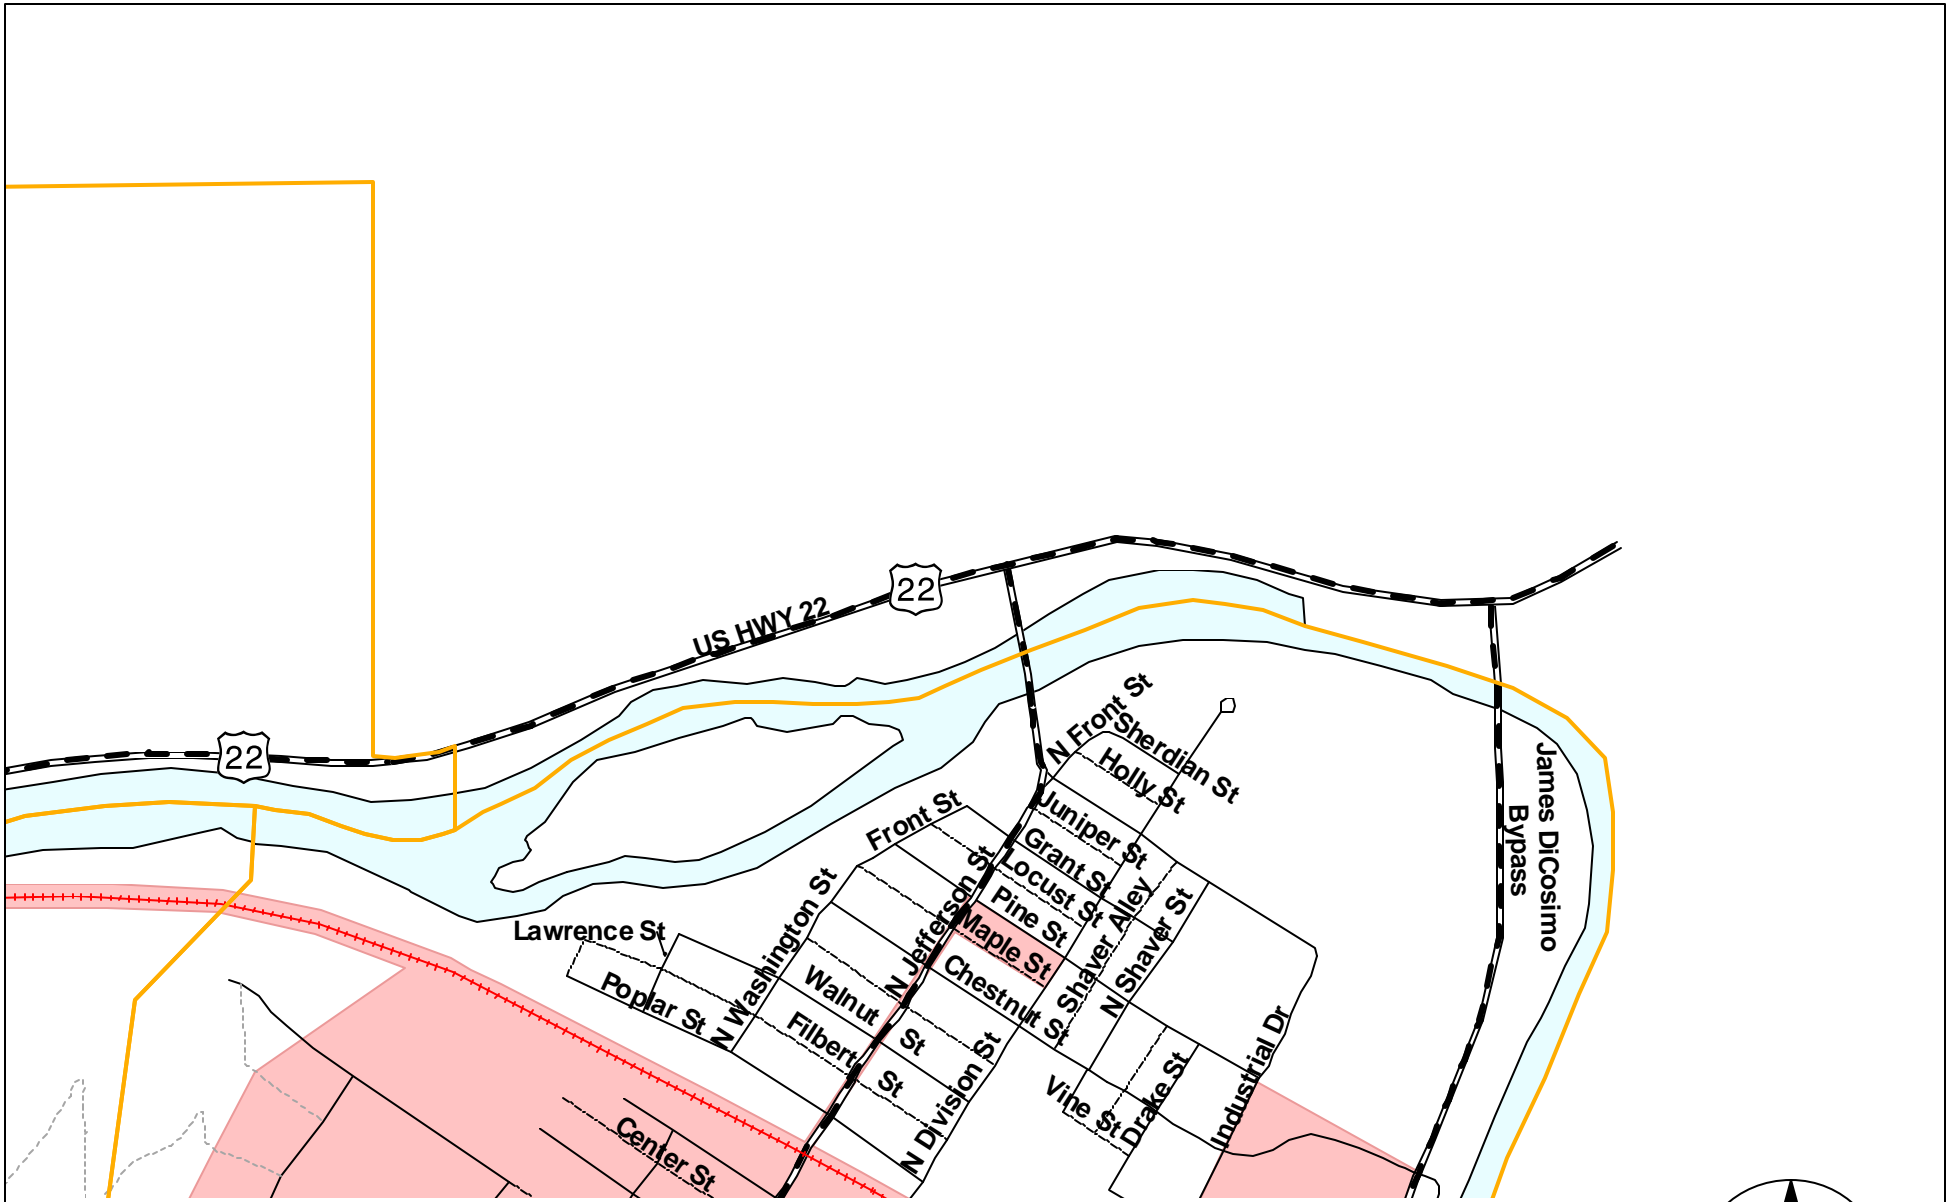 22
US HWY 22
22
N Front St
Sherdian St
Holly St
James DiCosimo
Bypass
Juniper St
Front St
Grant St
Locust St
Pine St
Maple St
Chestnut St
Shaver Alley
N Shaver St
N Jefferson St
N Washington St
Lawrence St
Poplar St
Walnut St
Filbert St
N Division St
Vine St
Drake St
Industrial Dr
Center St